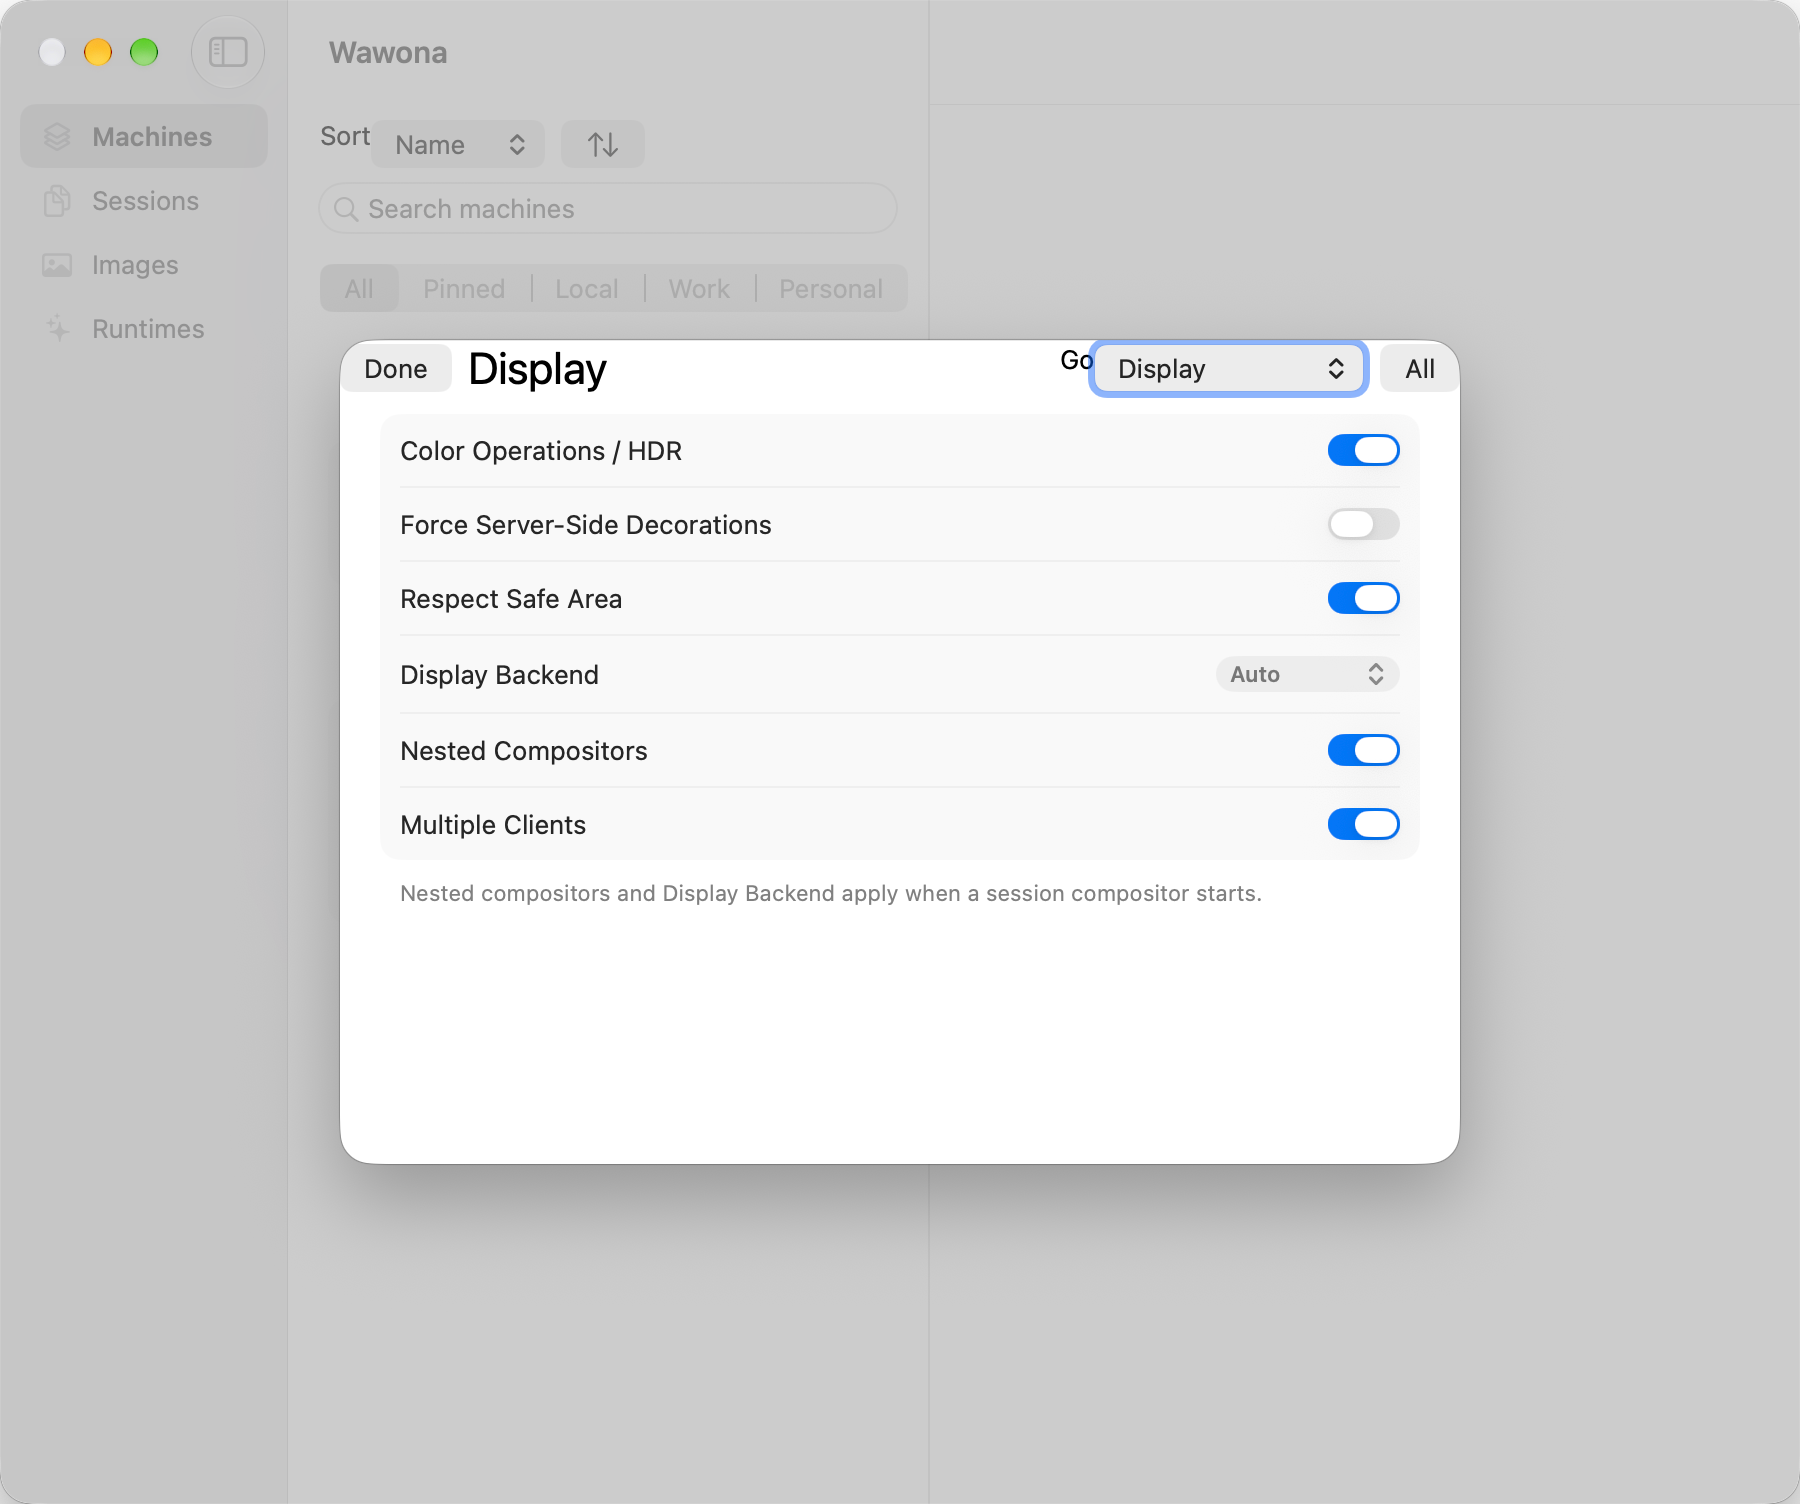 Wawona
Machines
Sessions
Images
Runtimes
Sort Name
Search machines
All Pinned Local Work Personal
Done Display Go Display All
Color Operations / HDR
Force Server-Side Decorations
Respect Safe Area
Display Backend Auto
Nested Compositors
Multiple Clients
Nested compositors and Display Backend apply when a session compositor starts.